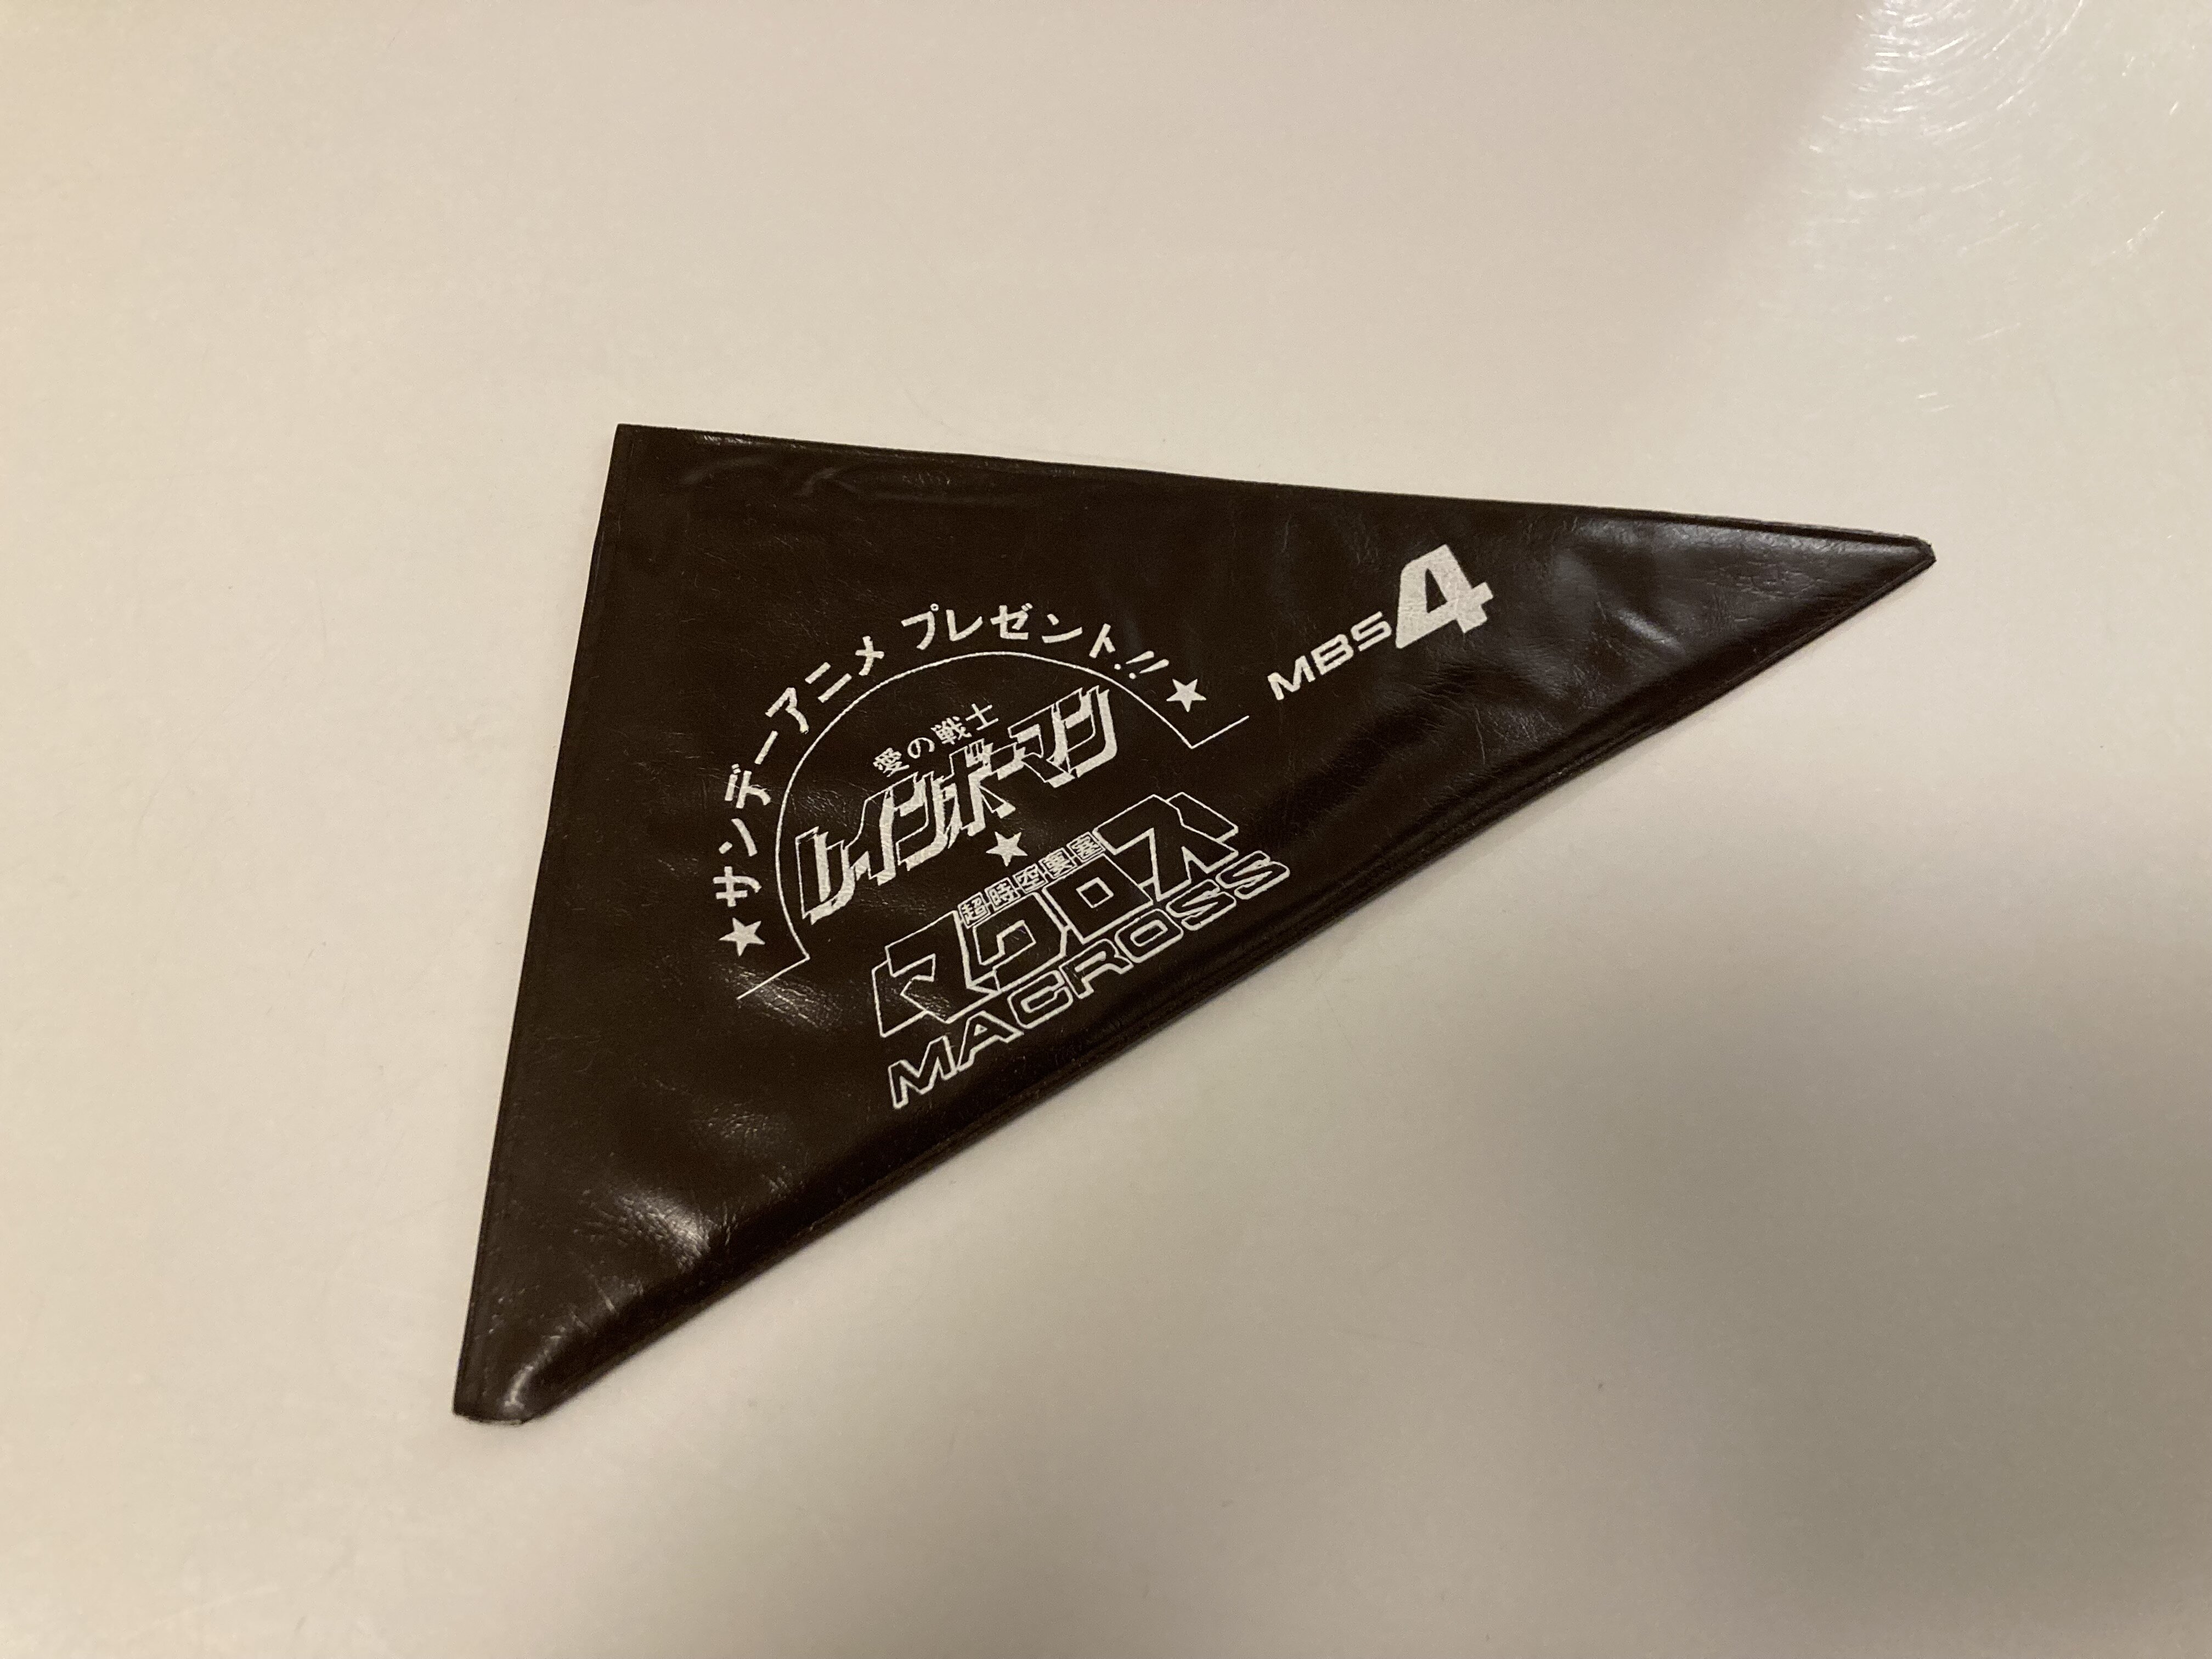 ★サンデーアニメ プレゼント!!★
愛の戦士
レインボーマン
★
超時空要塞
マクロス
MACROSS
MBS4